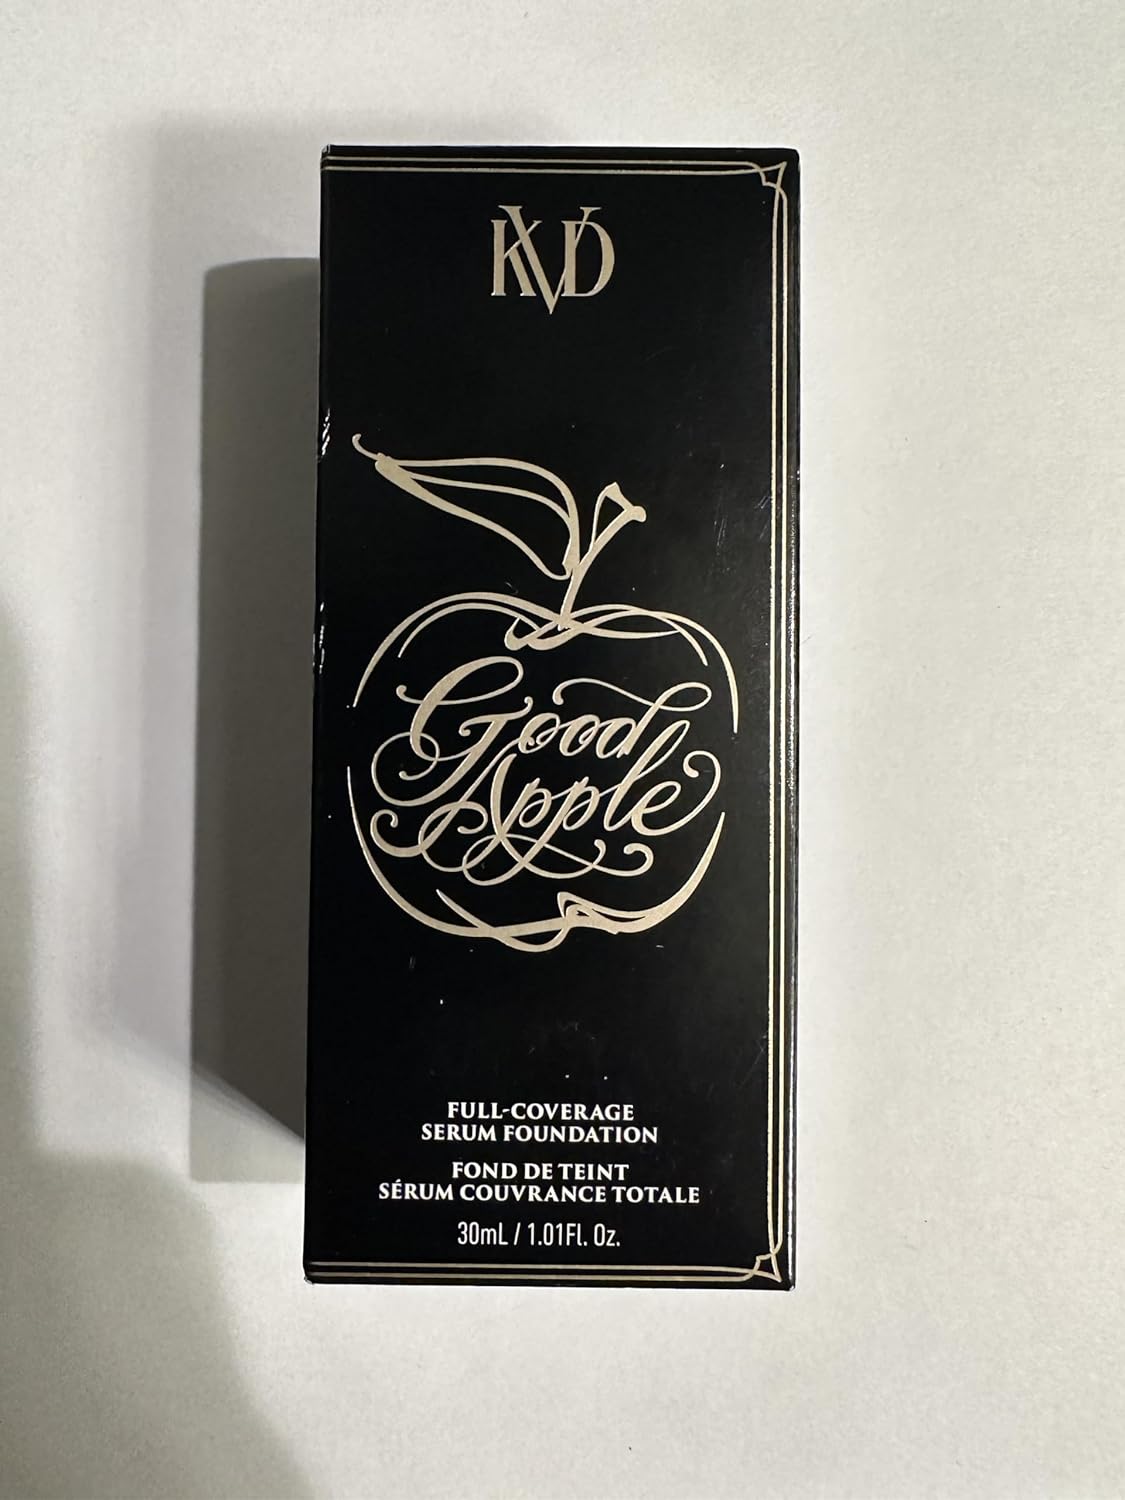 KVD
Good
Apple
FULL-COVERAGE
SERUM FOUNDATION
FOND DE TEINT
SÉRUM COUVRANCE TOTALE
30mL / 1.01Fl. Oz.